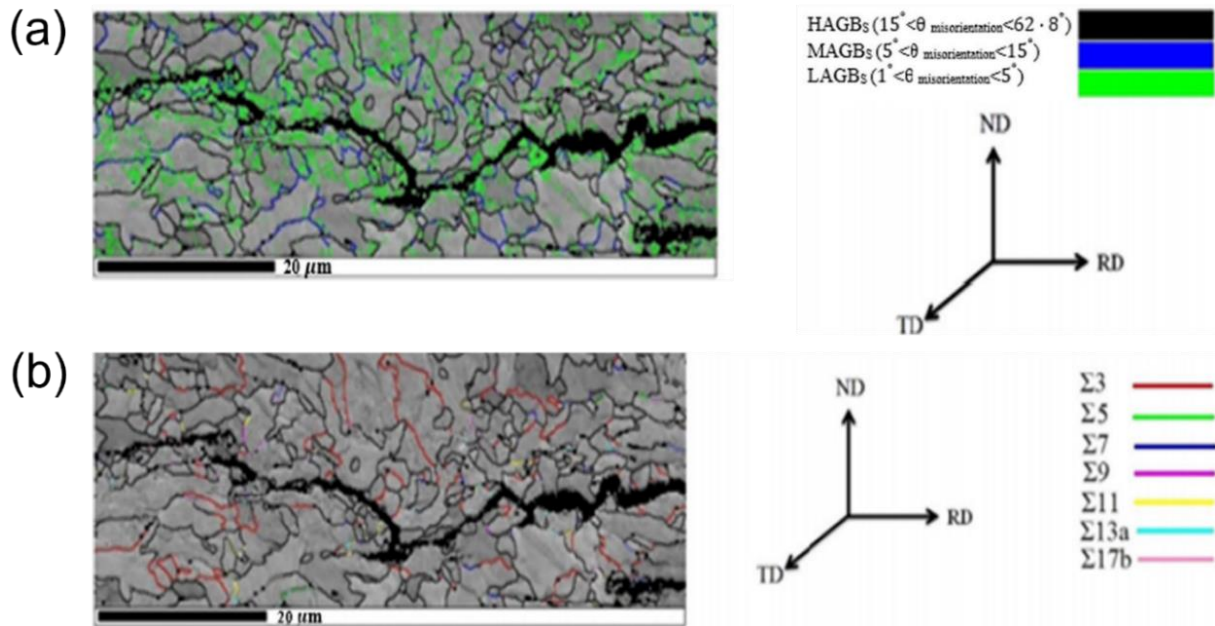 (a)
HAGBs (15°<θ misorientation<62·8°)
MAGBs (5°<θ misorientation<15°)
LAGBs (1°<θ misorientation<5°)
ND
RD
TD
20 μm
(b)
ND
RD
TD
Σ3
Σ5
Σ7
Σ9
Σ11
Σ13a
Σ17b
20 μm